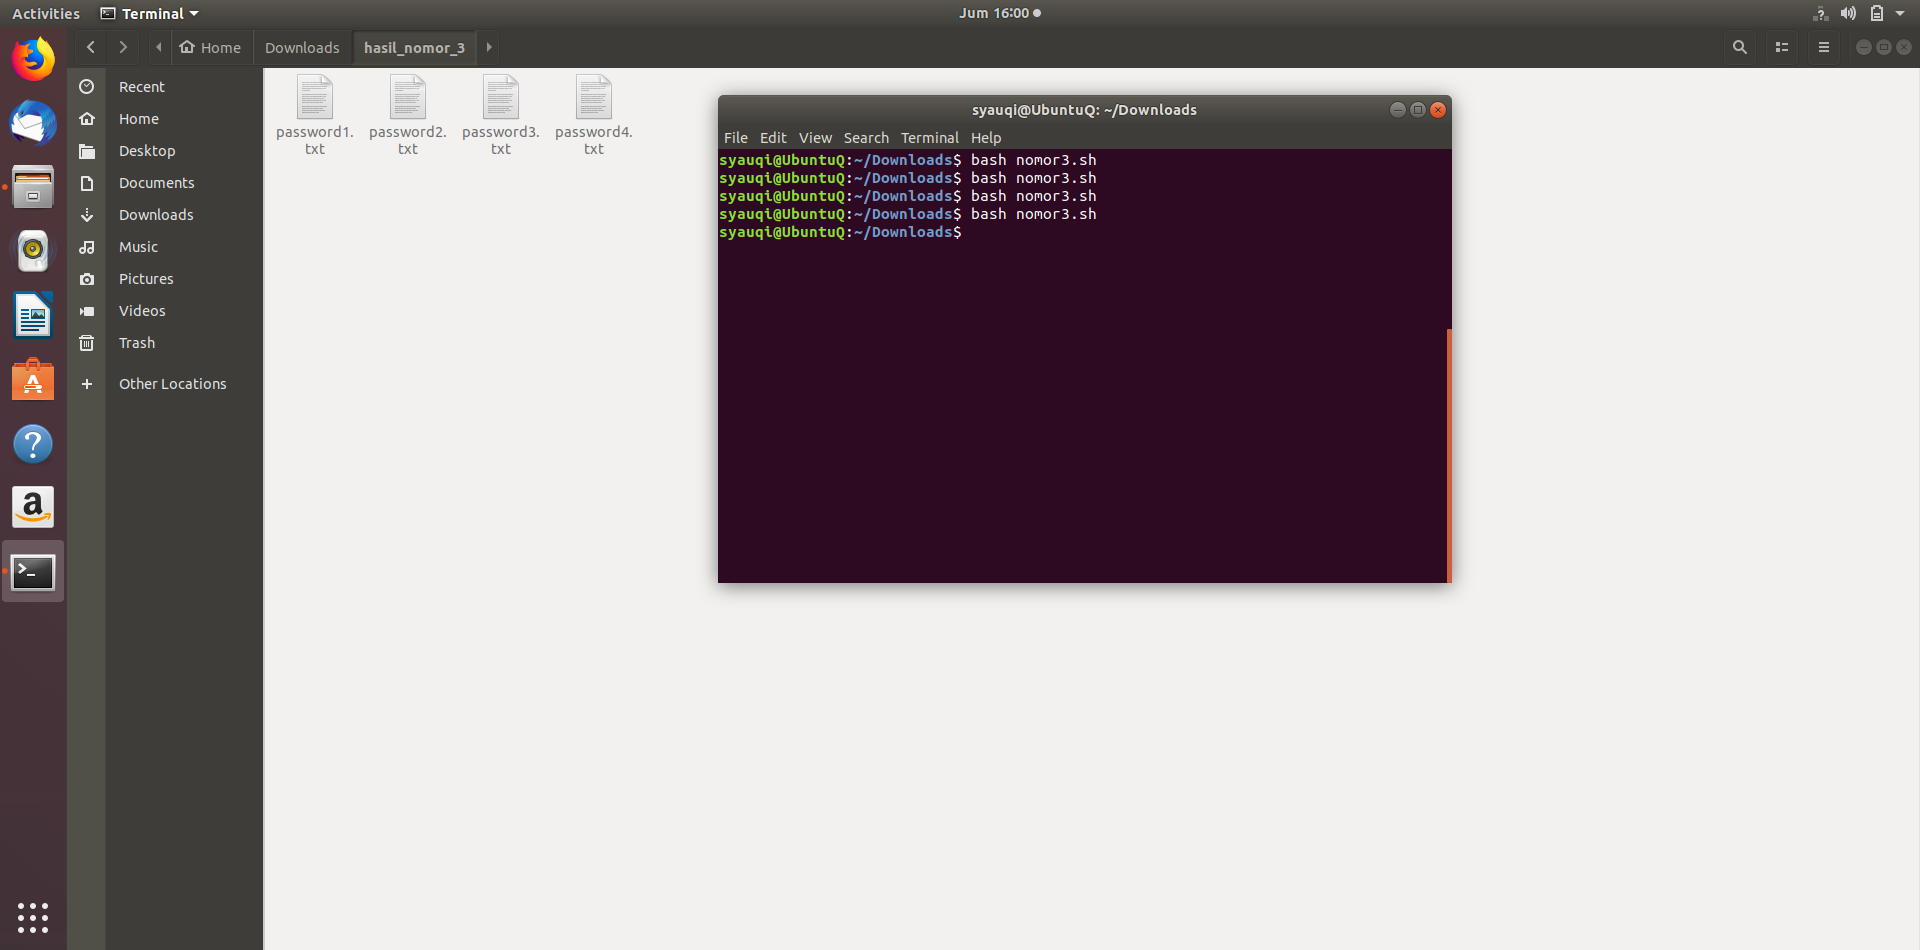 Activities
Terminal
Jum 16:00
Home
Downloads
hasil_nomor_3
Recent
Home
Desktop
Documents
Downloads
Music
Pictures
Videos
Trash
Other Locations
password1.
txt
password2.
txt
password3.
txt
password4.
txt
syauqi@UbuntuQ: ~/Downloads
File Edit View Search Terminal Help
syauqi@UbuntuQ:~/Downloads$ bash nomor3.sh
syauqi@UbuntuQ:~/Downloads$ bash nomor3.sh
syauqi@UbuntuQ:~/Downloads$ bash nomor3.sh
syauqi@UbuntuQ:~/Downloads$ bash nomor3.sh
syauqi@UbuntuQ:~/Downloads$